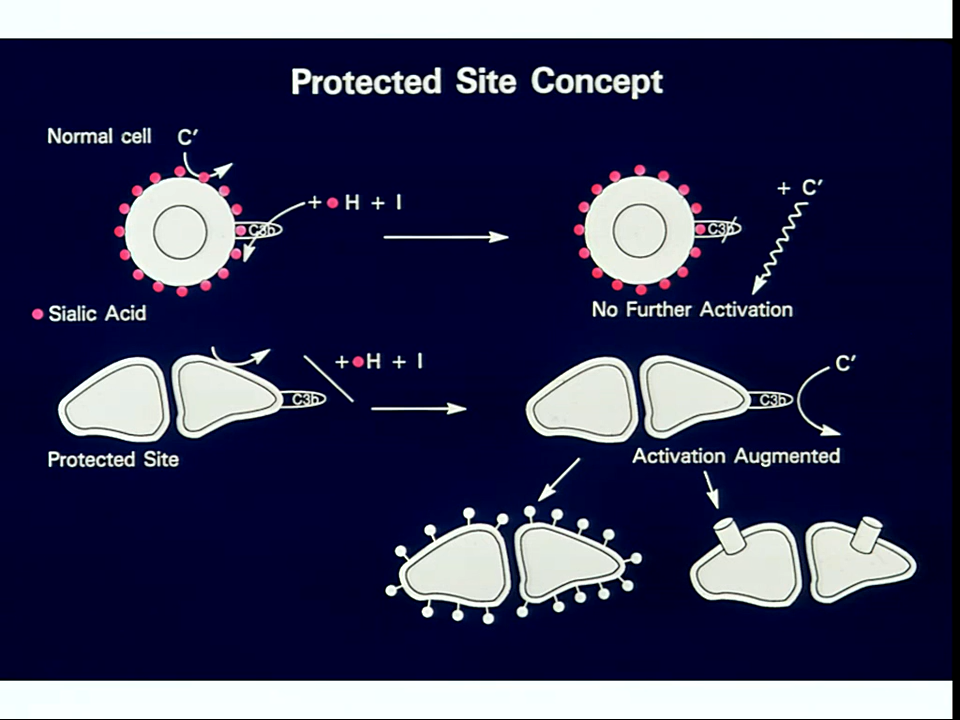 Protected Site Concept
Normal cell C′
C3b
+ H + I
C3b
+ C′
Sialic Acid
No Further Activation
+ H + I
C3b
C3b
C′
Protected Site
Activation Augmented